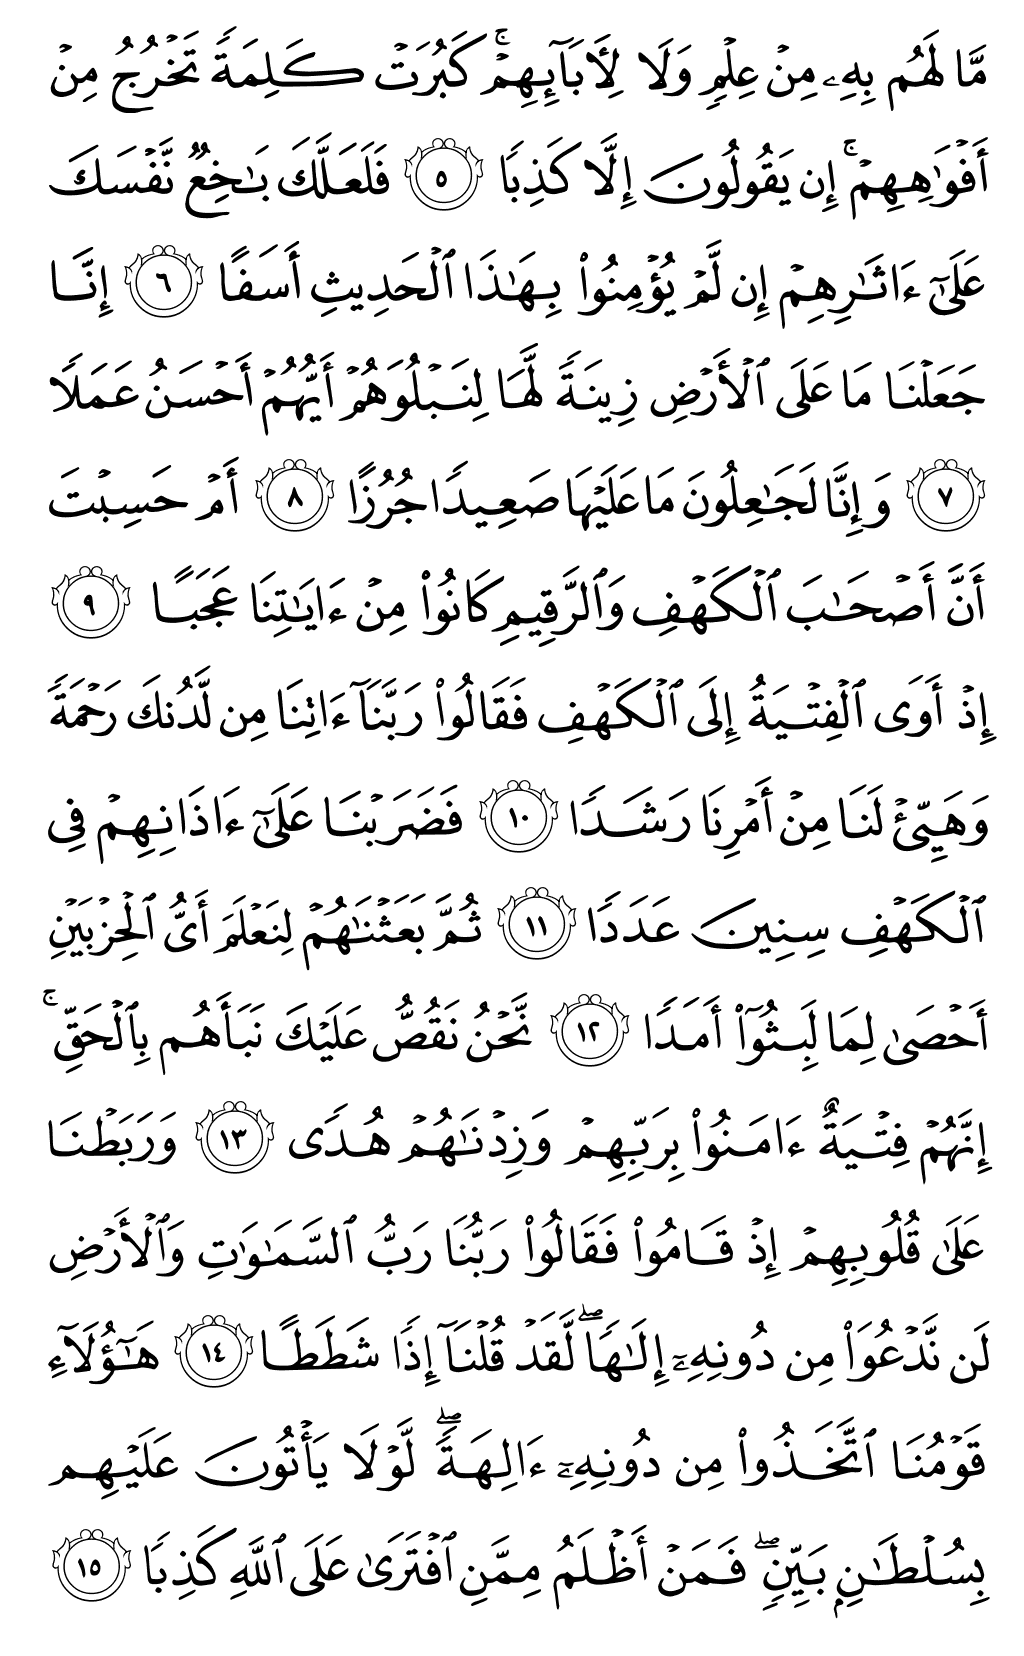 مَّا لَهُم بِهِۦ مِنْ عِلْمٍ وَلَا لِأَبَآئِهِمْ ۚ كَبُرَتْ كَلِمَةً تَخْرُجُ مِنْ
أَفْوَٰهِهِمْ ۚ إِن يَقُولُونَ إِلَّا كَذِبًا ٥ فَلَعَلَّكَ بَـٰخِعٌ نَّفْسَكَ
عَلَىٰٓ ءَاثَـٰرِهِمْ إِن لَّمْ يُؤْمِنُوا۟ بِهَـٰذَا ٱلْحَدِيثِ أَسَفًا ٦ إِنَّا
جَعَلْنَا مَا عَلَى ٱلْأَرْضِ زِينَةً لَّهَا لِنَبْلُوَهُمْ أَيُّهُمْ أَحْسَنُ عَمَلًا
٧ وَإِنَّا لَجَـٰعِلُونَ مَا عَلَيْهَا صَعِيدًا جُرُزًا ٨ أَمْ حَسِبْتَ
أَنَّ أَصْحَـٰبَ ٱلْكَهْفِ وَٱلرَّقِيمِ كَانُوا۟ مِنْ ءَايَـٰتِنَا عَجَبًا ٩
إِذْ أَوَى ٱلْفِتْيَةُ إِلَى ٱلْكَهْفِ فَقَالُوا۟ رَبَّنَآ ءَاتِنَا مِن لَّدُنكَ رَحْمَةً
وَهَيِّئْ لَنَا مِنْ أَمْرِنَا رَشَدًا ١٠ فَضَرَبْنَا عَلَىٰٓ ءَاذَانِهِمْ فِى
ٱلْكَهْفِ سِنِينَ عَدَدًا ١١ ثُمَّ بَعَثْنَـٰهُمْ لِنَعْلَمَ أَىُّ ٱلْحِزْبَيْنِ
أَحْصَىٰ لِمَا لَبِثُوٓا۟ أَمَدًا ١٢ نَّحْنُ نَقُصُّ عَلَيْكَ نَبَأَهُم بِٱلْحَقِّ ۚ
إِنَّهُمْ فِتْيَةٌ ءَامَنُوا۟ بِرَبِّهِمْ وَزِدْنَـٰهُمْ هُدًى ١٣ وَرَبَطْنَا
عَلَىٰ قُلُوبِهِمْ إِذْ قَامُوا۟ فَقَالُوا۟ رَبُّنَا رَبُّ ٱلسَّمَـٰوَٰتِ وَٱلْأَرْضِ
لَن نَّدْعُوَا۟ مِن دُونِهِۦٓ إِلَـٰهًا ۖ لَّقَدْ قُلْنَآ إِذًا شَطَطًا ١٤ هَـٰٓؤُلَآءِ
قَوْمُنَا ٱتَّخَذُوا۟ مِن دُونِهِۦٓ ءَالِهَةً ۖ لَّوْلَا يَأْتُونَ عَلَيْهِم
بِسُلْطَـٰنٍۭ بَيِّنٍ ۖ فَمَنْ أَظْلَمُ مِمَّنِ ٱفْتَرَىٰ عَلَى ٱللَّهِ كَذِبًا ١٥